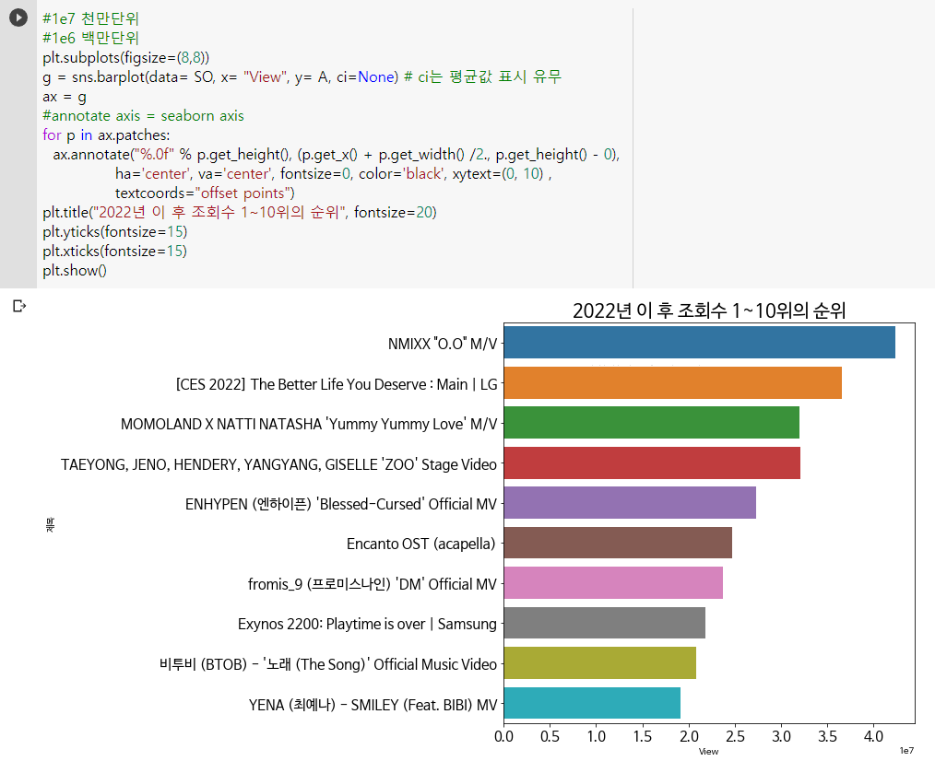 #1e7 천만단위
#1e6 백만단위
plt.subplots(figsize=(8,8))
g = sns.barplot(data= SO, x= "View", y= A, ci=None) # ci는 평균값 표시 유무
ax = g
#annotate axis = seaborn axis
for p in ax.patches:
ax.annotate("%.0f" % p.get_height(), (p.get_x() + p.get_width() /2., p.get_height() - 0),
ha='center', va='center', fontsize=0, color='black', xytext=(0, 10) ,
textcoords="offset points")
plt.title("2022년 이 후 조회수 1~10위의 순위", fontsize=20)
plt.yticks(fontsize=15)
plt.xticks(fontsize=15)
plt.show()
2022년 이 후 조회수 1~10위의 순위
NMIXX "O.O" M/V
[CES 2022] The Better Life You Deserve : Main | LG
MOMOLAND X NATTI NATASHA 'Yummy Yummy Love' M/V
TAEYONG, JENO, HENDERY, YANGYANG, GISELLE 'ZOO' Stage Video
ENHYPEN (엔하이픈) 'Blessed-Cursed' Official MV
제목
Encanto OST (acapella)
fromis_9 (프로미스나인) 'DM' Official MV
Exynos 2200: Playtime is over | Samsung
비투비 (BTOB) - '노래 (The Song)' Official Music Video
YENA (최예나) - SMILEY (Feat. BIBI) MV
0.0 0.5 1.0 1.5 2.0 2.5 3.0 3.5 4.0
View
1e7